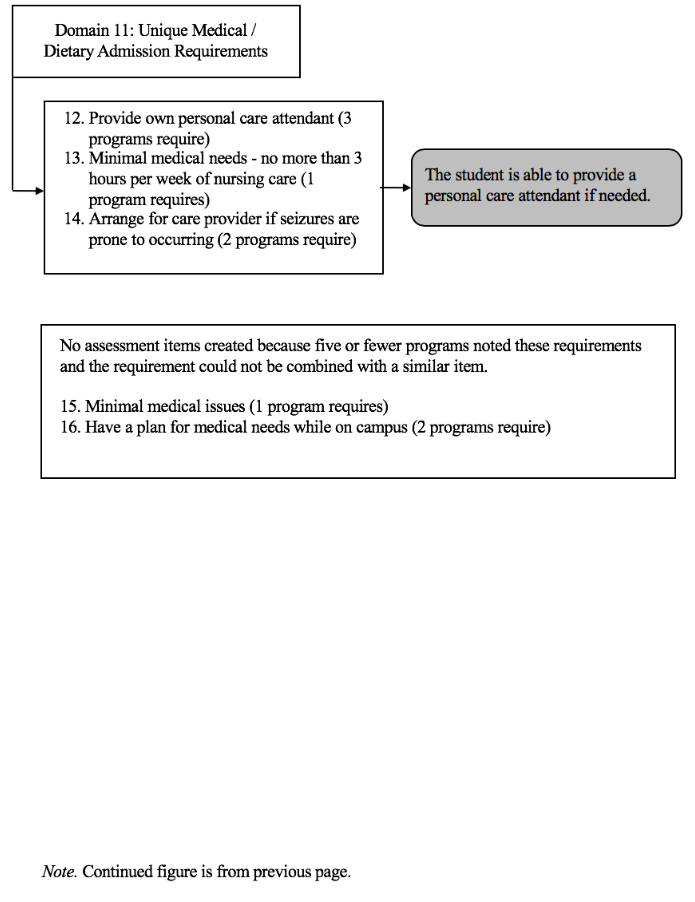 Domain 11: Unique Medical /
Dietary Admission Requirements
12. Provide own personal care attendant (3
programs require)
13. Minimal medical needs - no more than 3
hours per week of nursing care (1
program requires)
14. Arrange for care provider if seizures are
prone to occurring (2 programs require)
The student is able to provide a
personal care attendant if needed.
No assessment items created because five or fewer programs noted these requirements
and the requirement could not be combined with a similar item.
15. Minimal medical issues (1 program requires)
16. Have a plan for medical needs while on campus (2 programs require)
Note. Continued figure is from previous page.